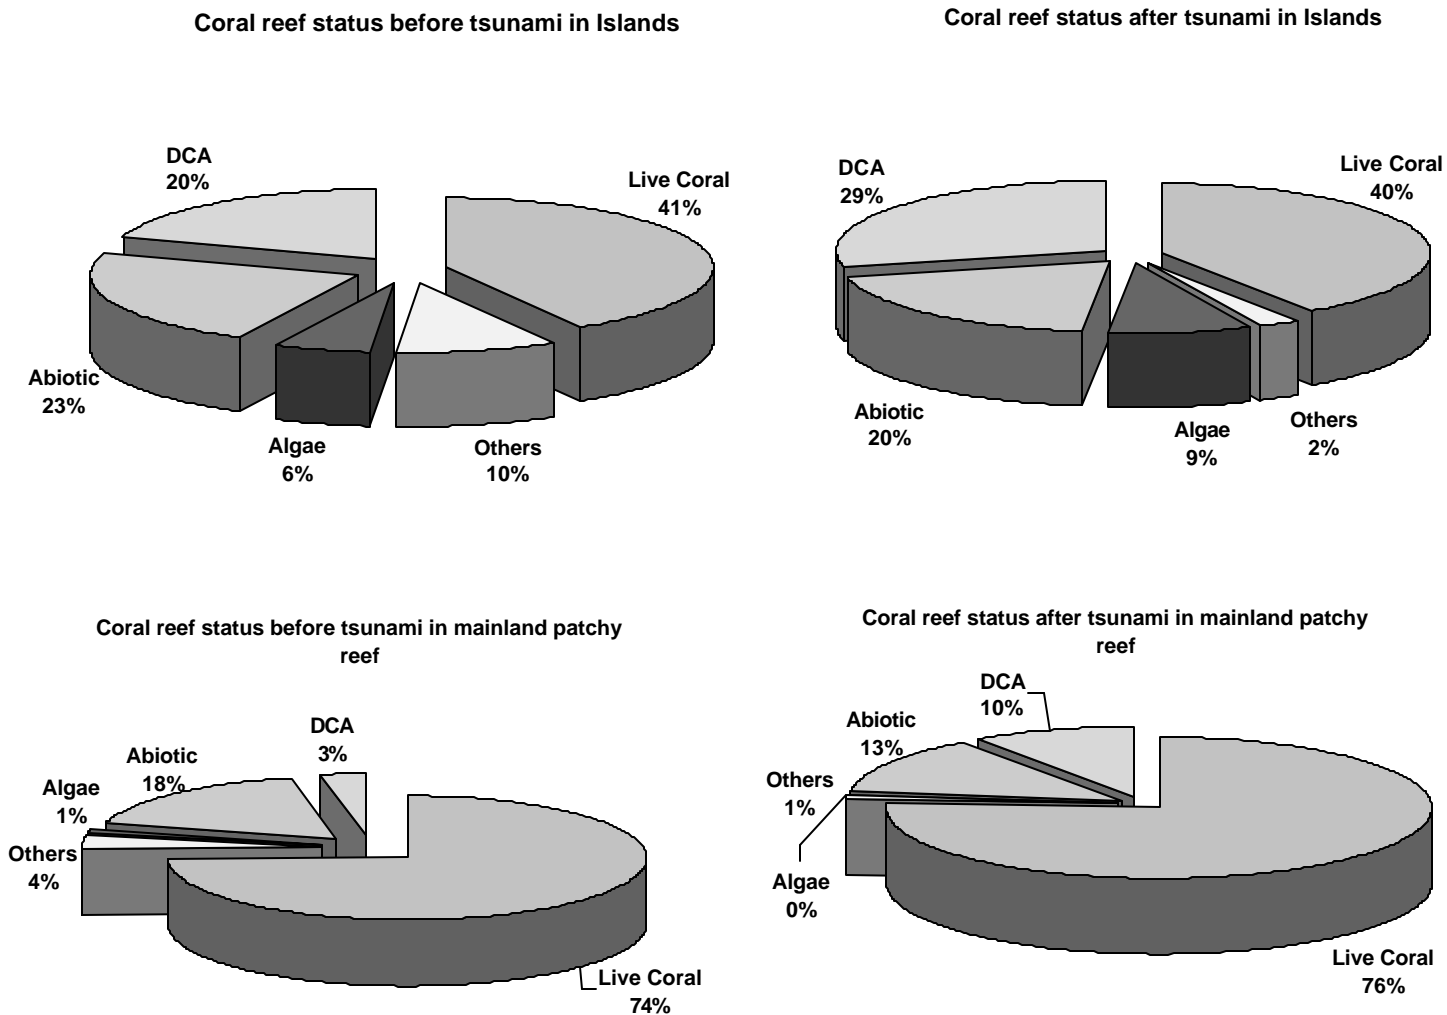 Coral reef status before tsunami in Islands
DCA
20%
Live Coral
41%
Abiotic
23%
Algae
6%
Others
10%
Coral reef status after tsunami in Islands
DCA
29%
Live Coral
40%
Abiotic
20%
Algae
9%
Others
2%
Coral reef status before tsunami in mainland patchy
reef
DCA
3%
Abiotic
18%
Algae
1%
Others
4%
Live Coral
74%
Coral reef status after tsunami in mainland patchy
reef
DCA
10%
Abiotic
13%
Others
1%
Algae
0%
Live Coral
76%